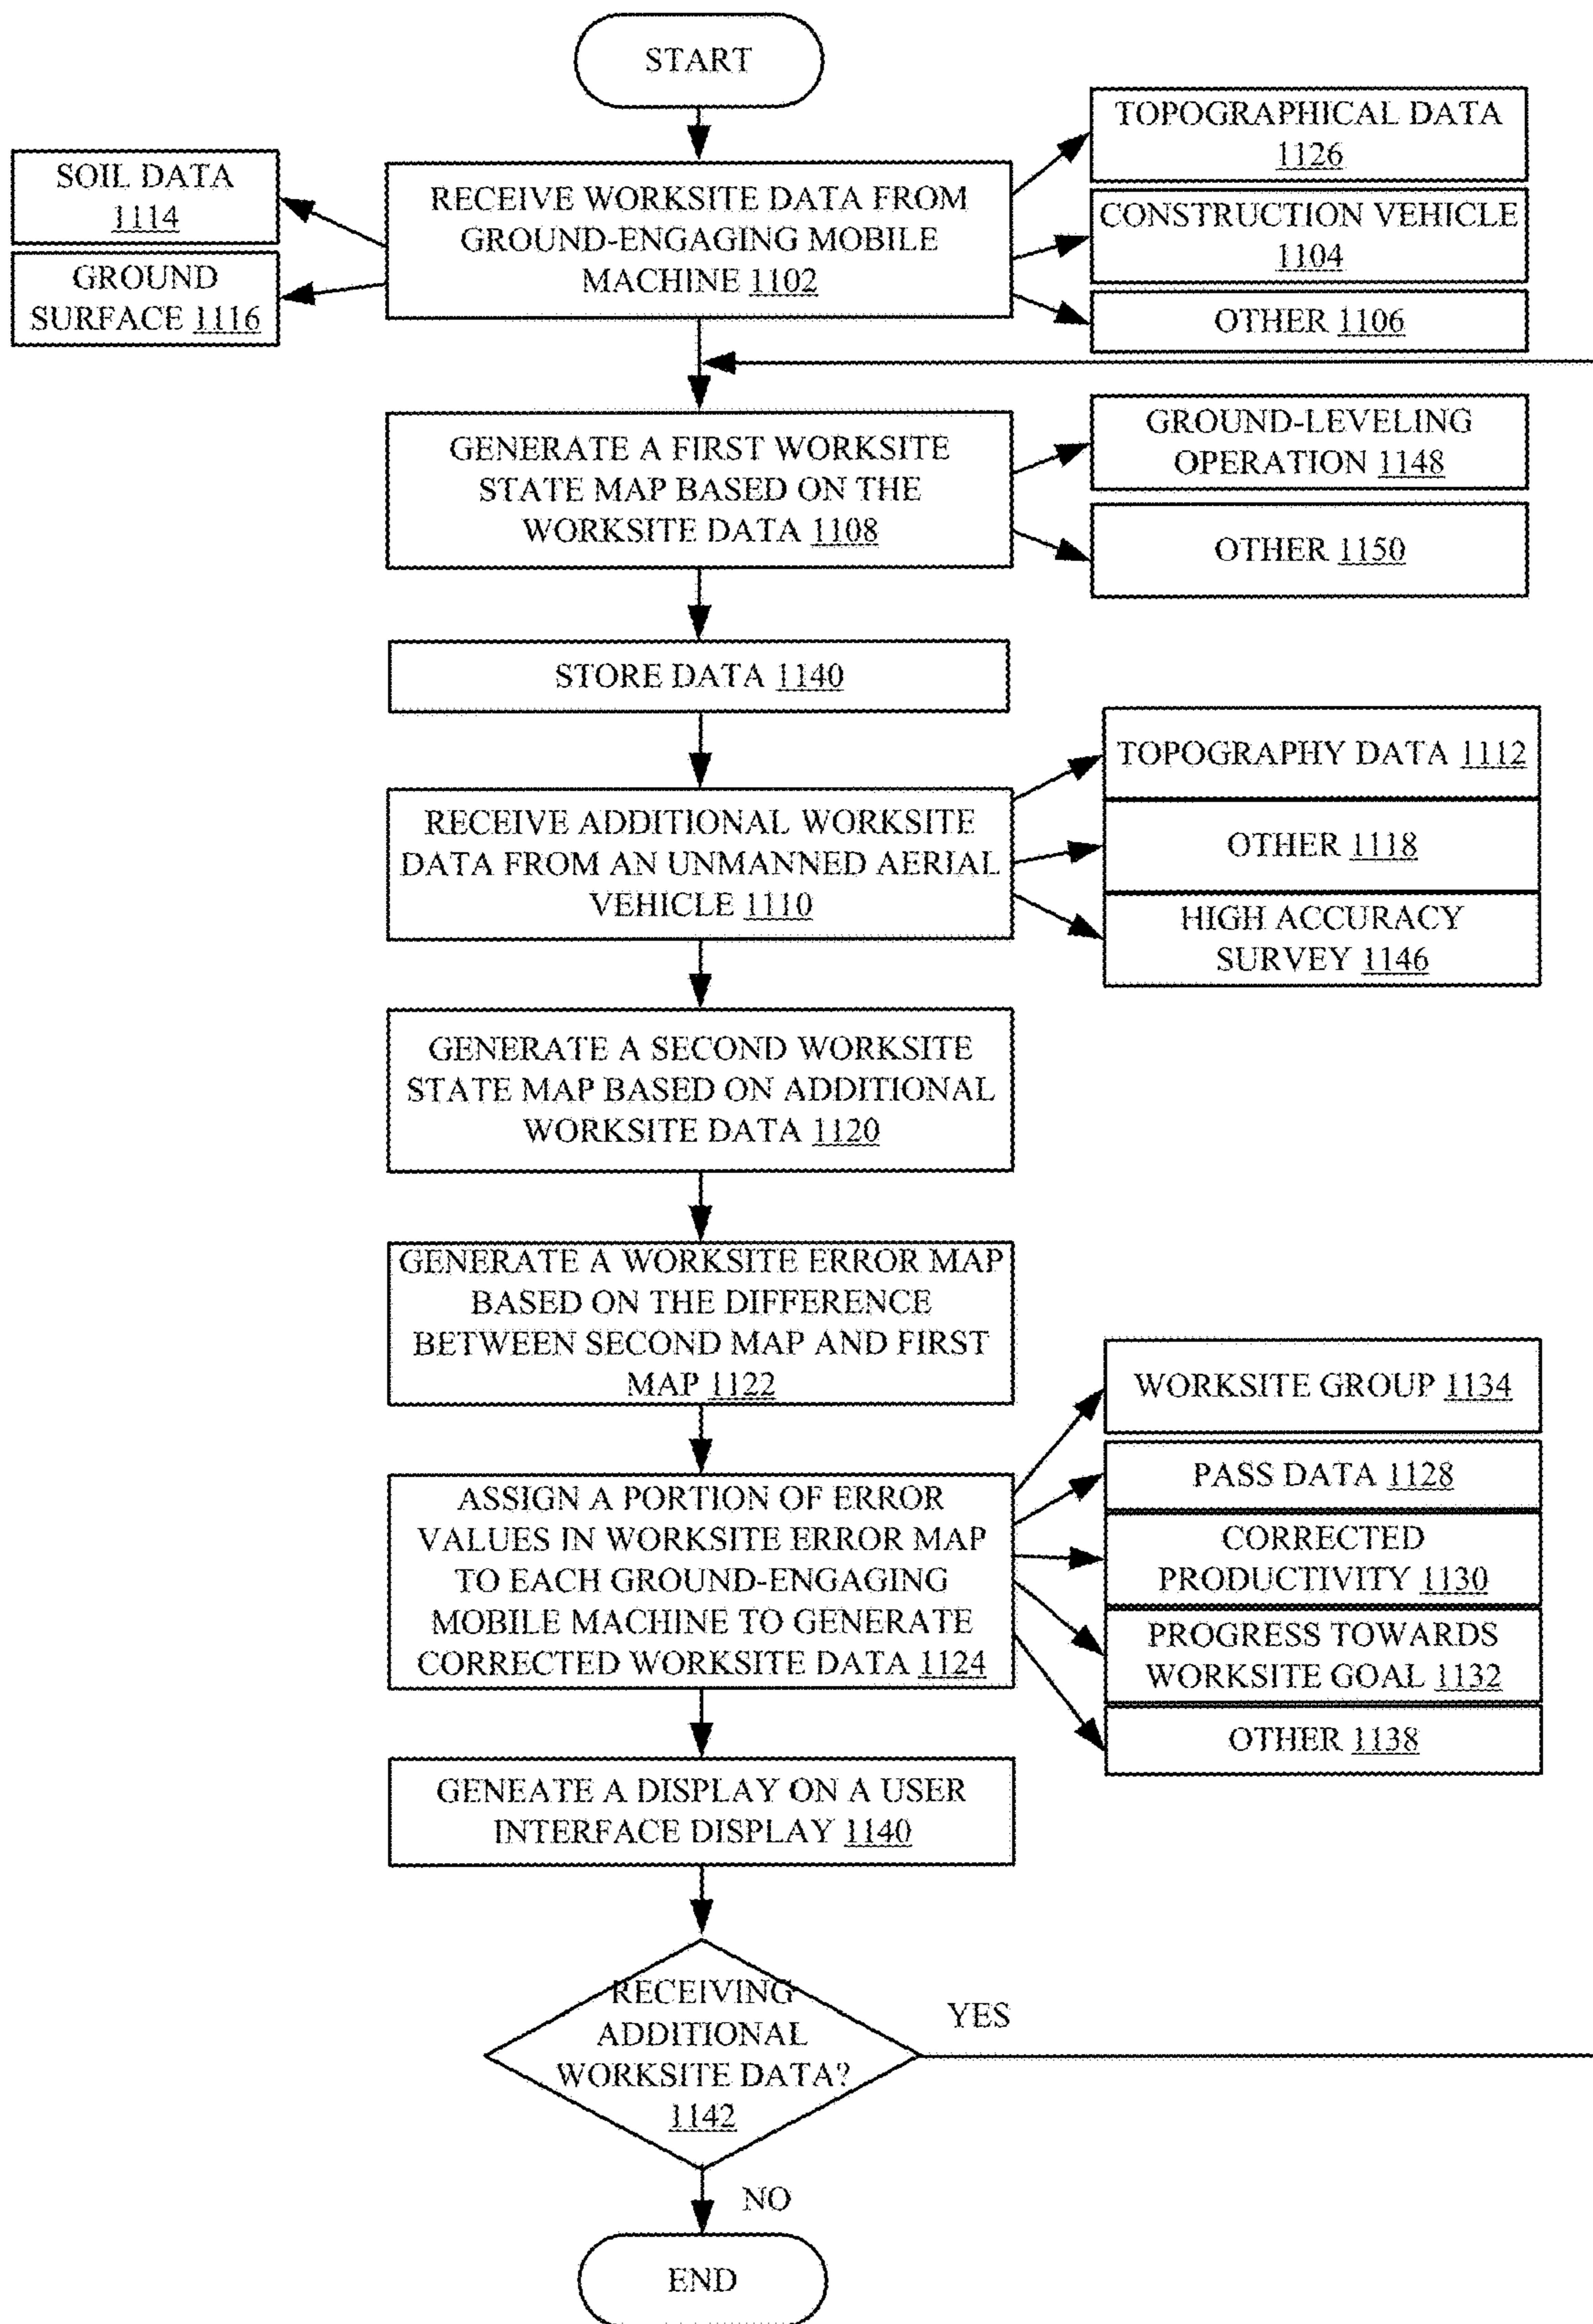 START
TOPOGRAPHICAL DATA
1126
SOIL DATA
1114
RECEIVE WORKSITE DATA FROM
GROUND-ENGAGING MOBILE
MACHINE 1102
CONSTRUCTION VEHICLE
1104
GROUND
SURFACE 1116
OTHER 1106
GENERATE A FIRST WORKSITE
STATE MAP BASED ON THE
WORKSITE DATA 1108
GROUND-LEVELING
OPERATION 1148
OTHER 1150
STORE DATA 1140
RECEIVE ADDITIONAL WORKSITE
DATA FROM AN UNMANNED AERIAL
VEHICLE 1110
TOPOGRAPHY DATA 1112
OTHER 1118
HIGH ACCURACY
SURVEY 1146
GENERATE A SECOND WORKSITE
STATE MAP BASED ON ADDITIONAL
WORKSITE DATA 1120
GENERATE A WORKSITE ERROR MAP
BASED ON THE DIFFERENCE
BETWEEN SECOND MAP AND FIRST
MAP 1122
ASSIGN A PORTION OF ERROR
VALUES IN WORKSITE ERROR MAP
TO EACH GROUND-ENGAGING
MOBILE MACHINE TO GENERATE
CORRECTED WORKSITE DATA 1124
WORKSITE GROUP 1134
PASS DATA 1128
CORRECTED
PRODUCTIVITY 1130
PROGRESS TOWARDS
WORKSITE GOAL 1132
OTHER 1138
GENEATE A DISPLAY ON A USER
INTERFACE DISPLAY 1140
RECEIVING
ADDITIONAL
WORKSITE DATA?
1142
YES
NO
END